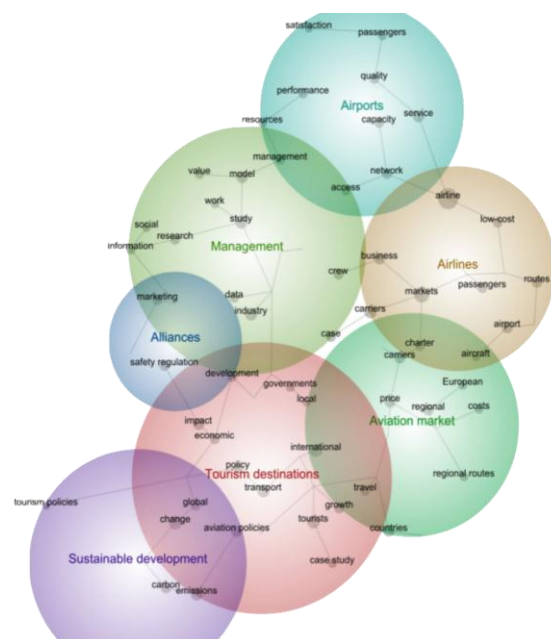 satisfaction
passengers
quality
performance
Airports
capacity
service
resources
management
value
model
network
access
airline
work
study
low-cost
social
research
information
Management
business
crew
Airlines
passengers
routes
markets
data
marketing
industry
carriers
airport
case
Alliances
charter
aircraft
carriers
safety regulation
development
governments
European
local
price
regional
costs
impact
Aviation market
economic
international
policy
Tourism destinations
regional routes
transport
travel
tourism policies
global
growth
change
aviation policies
tourists
countries
Sustainable development
case study
carbon
emissions